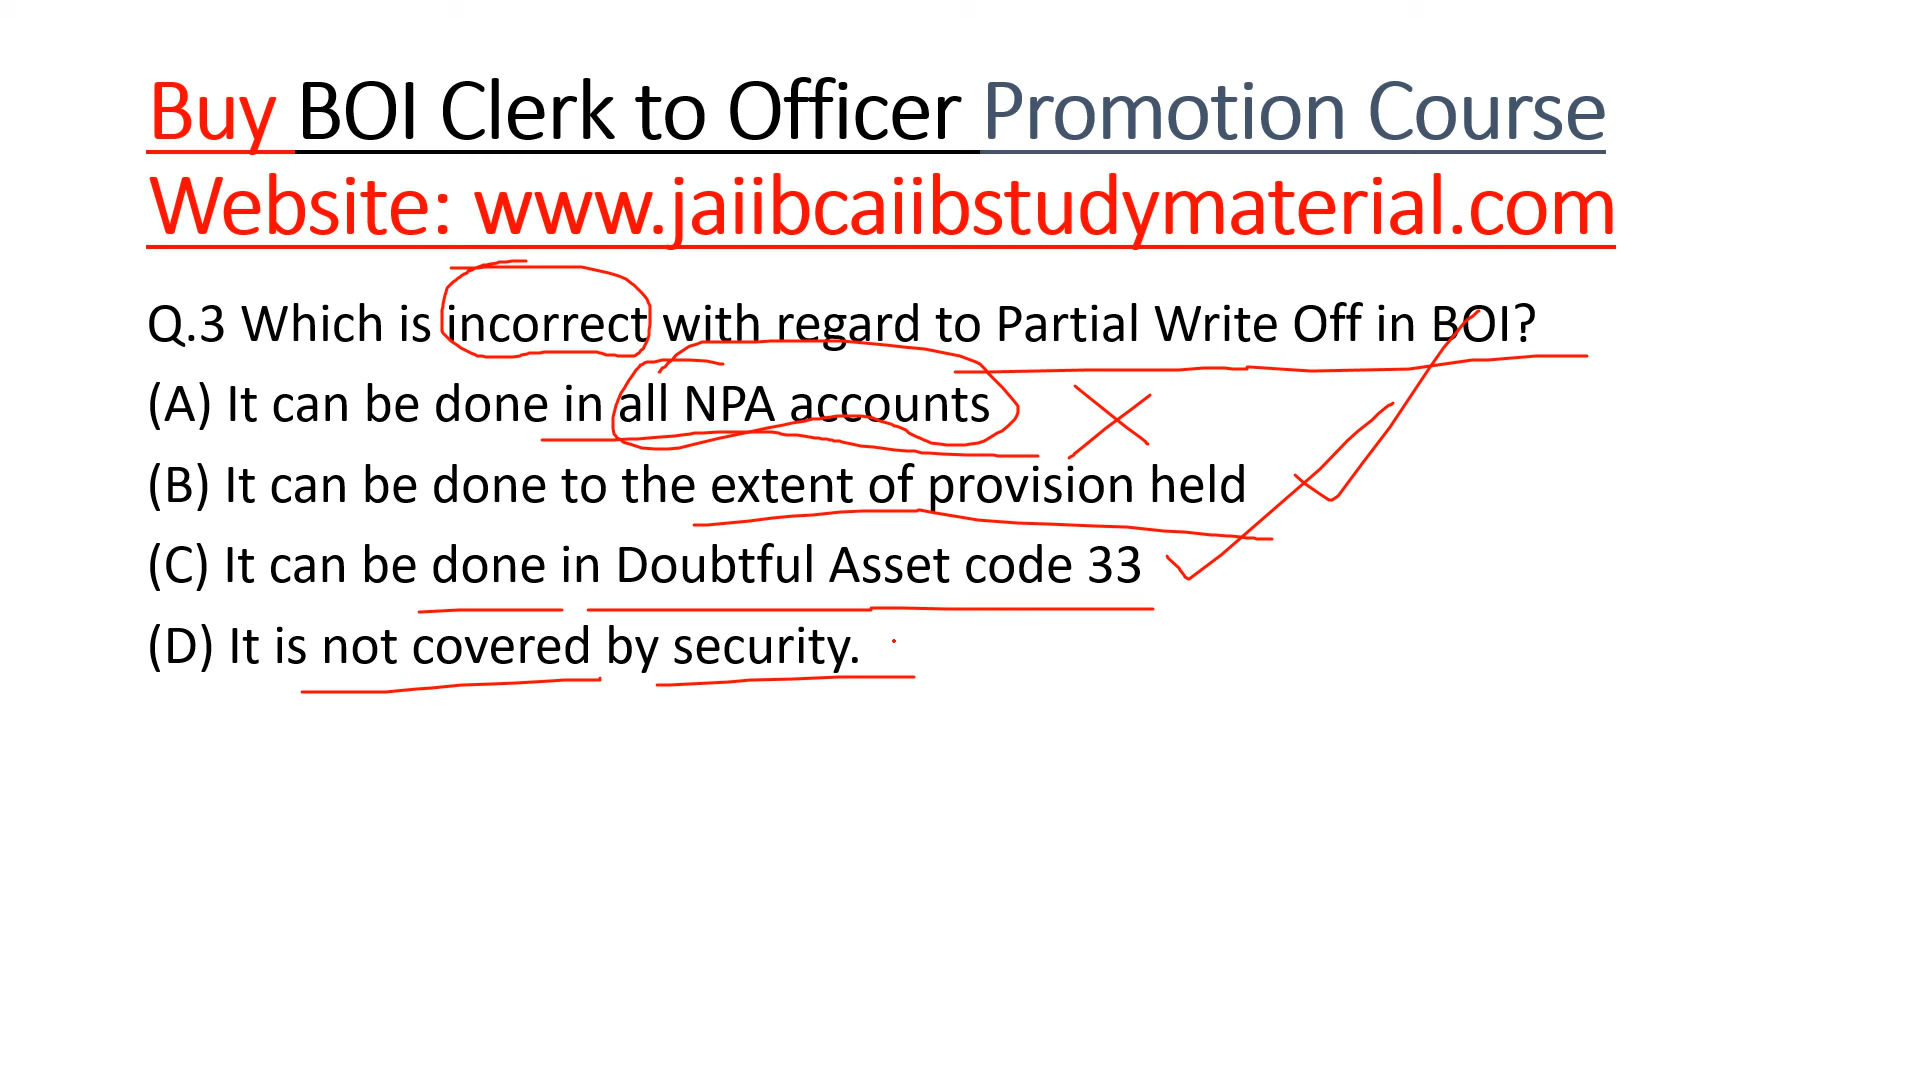 Buy BOI Clerk to Officer Promotion Course
Website: www.jaiibcaiibstudymaterial.com
Q.3 Which is incorrect with regard to Partial Write Off in BOI?
(A) It can be done in all NPA accounts
(B) It can be done to the extent of provision held
(C) It can be done in Doubtful Asset code 33
(D) It is not covered by security.